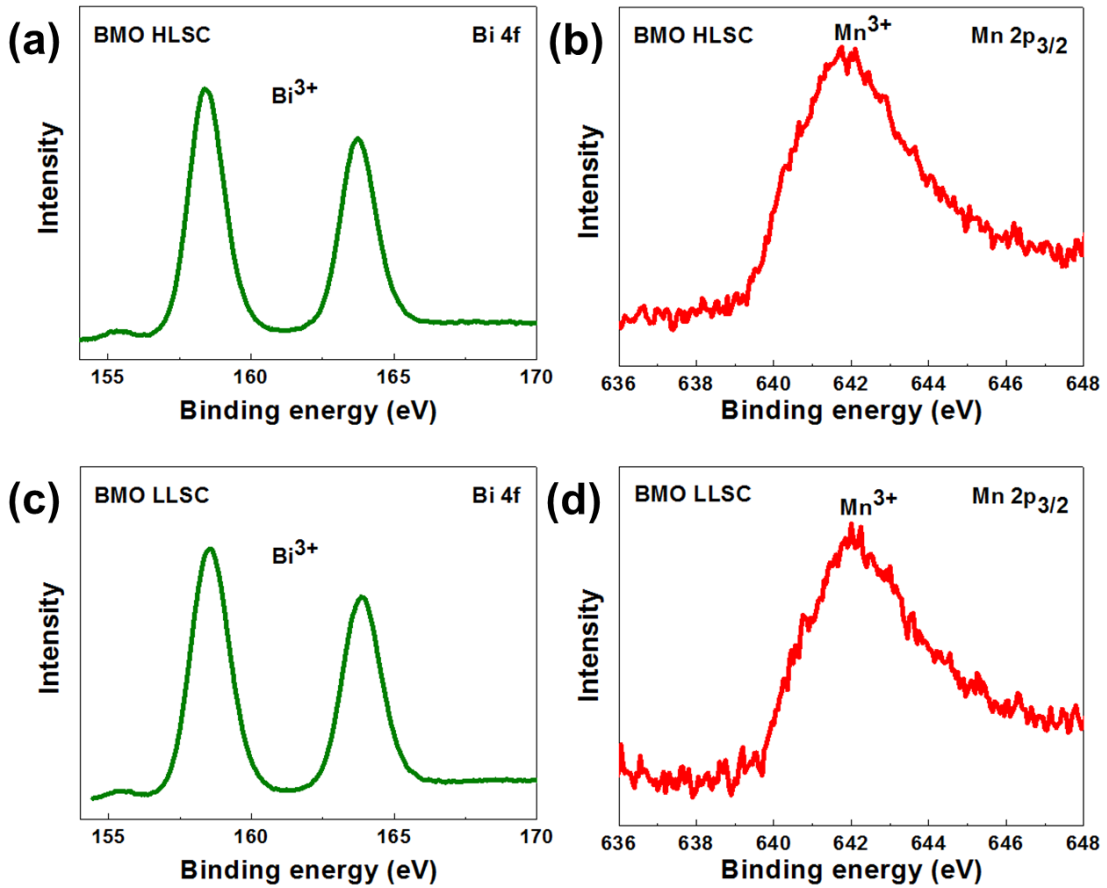 (a)
BMO HLSC
Bi 4f
Bi3+
Intensity
155 160 165 170
Binding energy (eV)
(b)
BMO HLSC
Mn3+
Mn 2p3/2
Intensity
636 638 640 642 644 646 648
Binding energy (eV)
(c)
BMO LLSC
Bi 4f
Bi3+
Intensity
155 160 165 170
Binding energy (eV)
(d)
BMO LLSC
Mn3+
Mn 2p3/2
Intensity
636 638 640 642 644 646 648
Binding energy (eV)